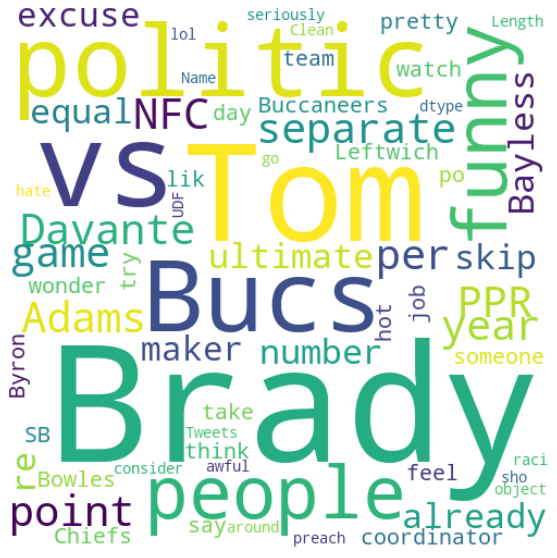 excuse
lol
seriously
Clean
pretty
Length
politic
Name
team
watch
funny
equal
NFC
day
Buccaneers
dtype
separate
Bayless
vs
Tom
go
Leftwich
hate
lik
UDF
po
Davante
game
try
ultimate
per
skip
wonder
Bucs
hot
job
PPR
Adams
year
Byron
maker
number
someone
Brady
SB
take
re
think
Tweets
Bowles
consider
awful
feel
raci
sho
object
people
point
already
Chiefs
say
around
preach
coordinator